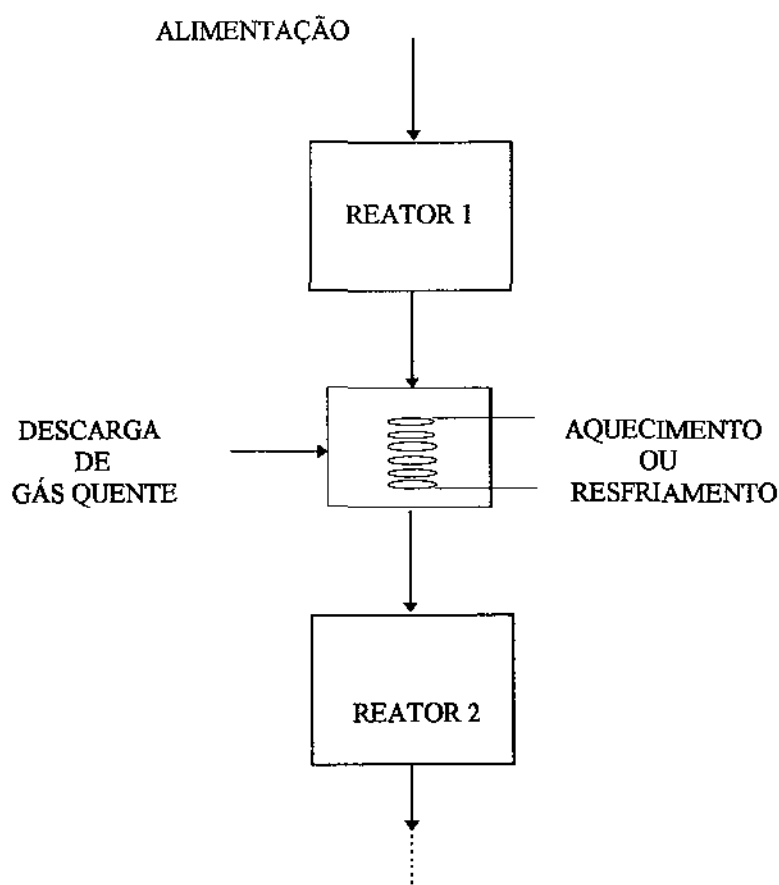 ALIMENTAÇÃO
REATOR 1
DESCARGA
DE
GÁS QUENTE
AQUECIMENTO
OU
RESFRIAMENTO
REATOR 2